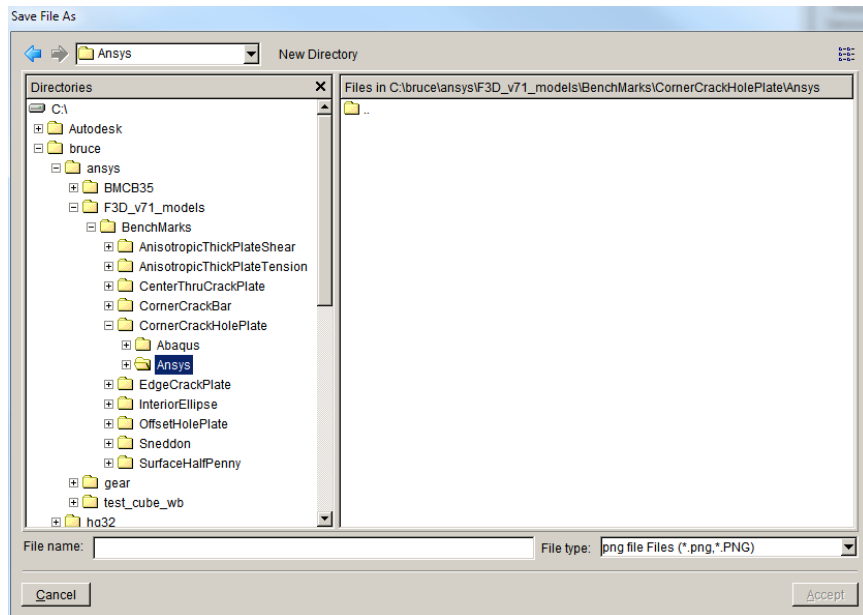 Save File As
Ansys
New Directory
Directories
Files in C:\bruce\ansys\F3D_v71_models\BenchMarks\CornerCrackHolePlate\Ansys
C:\
..
Autodesk
bruce
ansys
BMCB35
F3D_v71_models
BenchMarks
AnisotropicThickPlateShear
AnisotropicThickPlateTension
CenterThruCrackPlate
CornerCrackBar
CornerCrackHolePlate
Abaqus
Ansys
EdgeCrackPlate
InteriorEllipse
OffsetHolePlate
Sneddon
SurfaceHalfPenny
gear
test_cube_wb
hg32
File name:
File type: png file Files (*.png,*.PNG)
Cancel
Accept